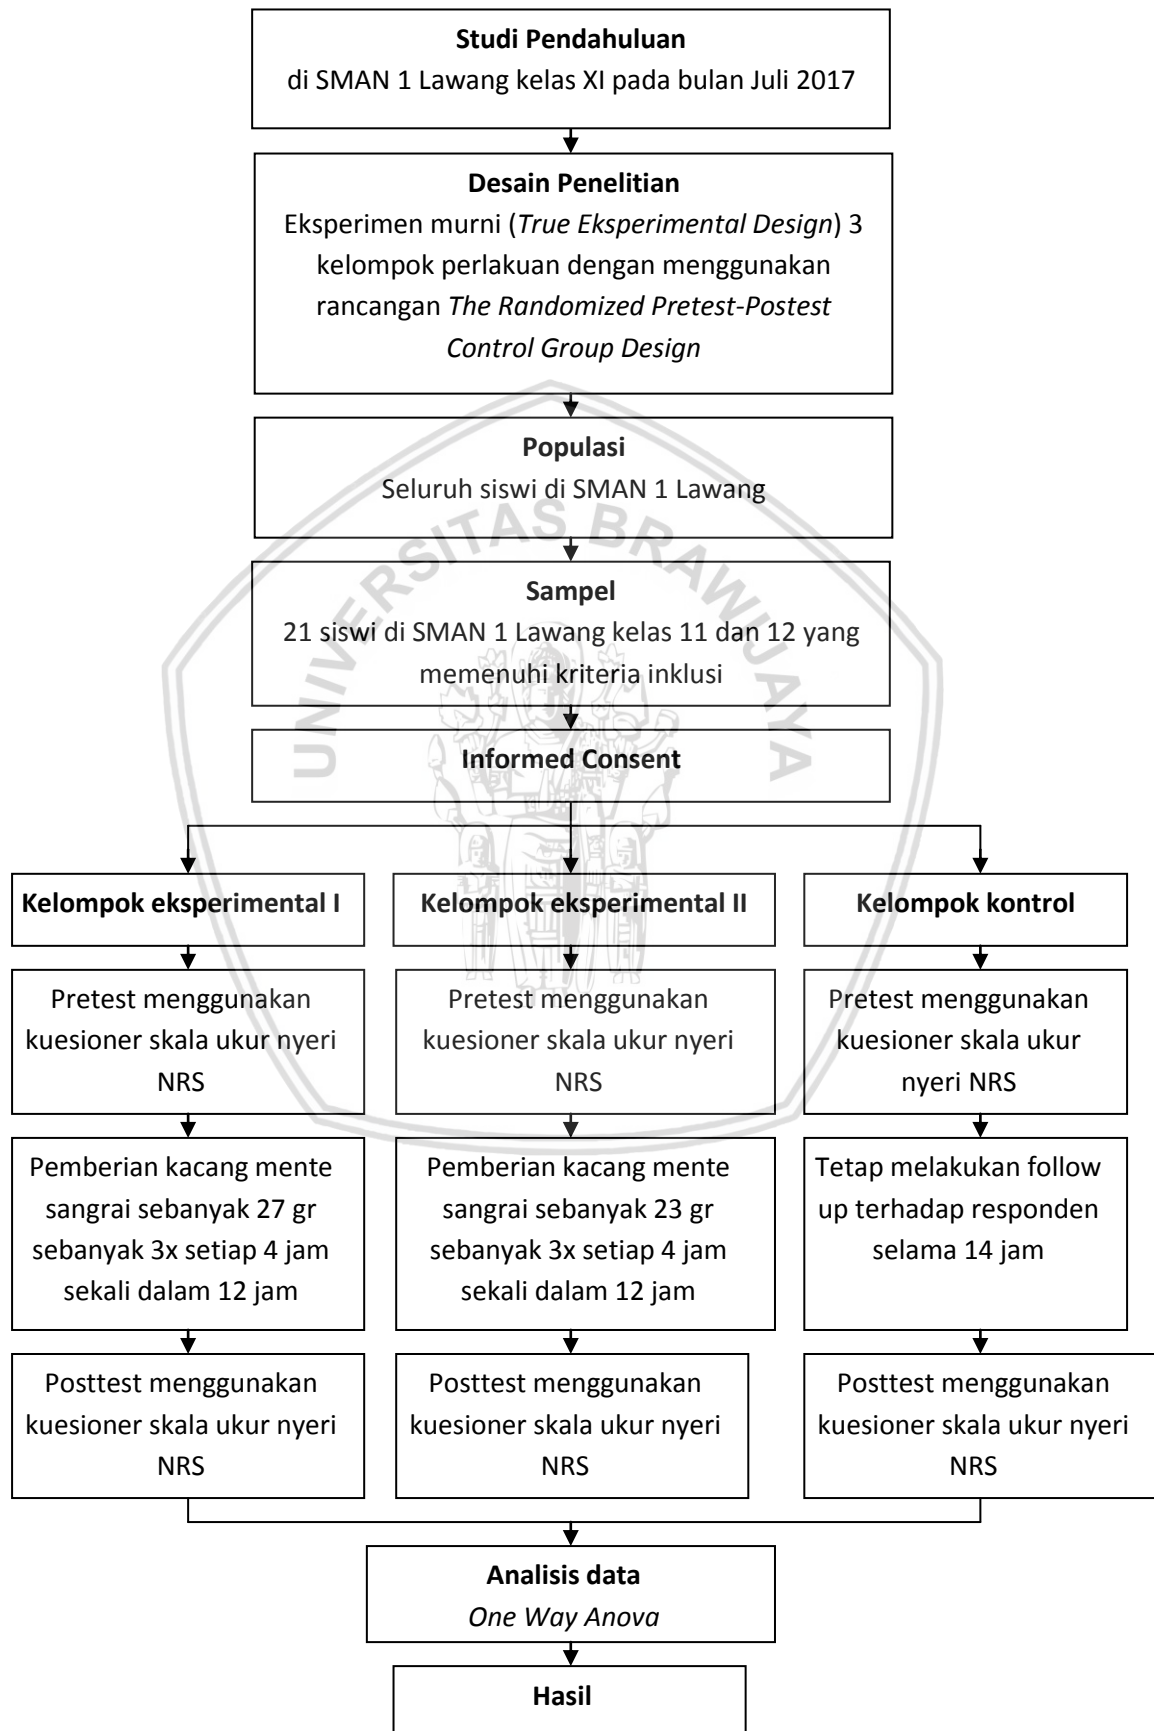 Studi Pendahuluan
di SMAN 1 Lawang kelas XI pada bulan Juli 2017
Desain Penelitian
Eksperimen murni (True Eksperimental Design) 3
kelompok perlakuan dengan menggunakan
rancangan The Randomized Pretest-Postest
Control Group Design
Populasi
Seluruh siswi di SMAN 1 Lawang
UNIVERSITAS BRAWIJAYA
Sampel
21 siswi di SMAN 1 Lawang kelas 11 dan 12 yang
memenuhi kriteria inklusi
Informed Consent
Kelompok eksperimental I
Kelompok eksperimental II
Kelompok kontrol
Pretest menggunakan
kuesioner skala ukur nyeri
NRS
Pretest menggunakan
kuesioner skala ukur nyeri
NRS
Pretest menggunakan
kuesioner skala ukur
nyeri NRS
Pemberian kacang mente
sangrai sebanyak 27 gr
sebanyak 3x setiap 4 jam
sekali dalam 12 jam
Pemberian kacang mente
sangrai sebanyak 23 gr
sebanyak 3x setiap 4 jam
sekali dalam 12 jam
Tetap melakukan follow
up terhadap responden
selama 14 jam
Posttest menggunakan
kuesioner skala ukur nyeri
NRS
Posttest menggunakan
kuesioner skala ukur nyeri
NRS
Posttest menggunakan
kuesioner skala ukur nyeri
NRS
Analisis data
One Way Anova
Hasil